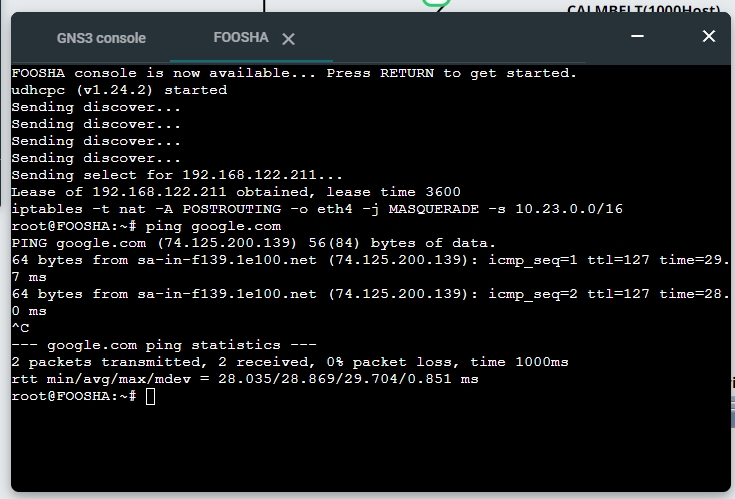 CALMBELT(1000Host)
GNS3 console
FOOSHA
FOOSHA console is now available... Press RETURN to get started.
udhcpc (v1.24.2) started
Sending discover...
Sending discover...
Sending discover...
Sending discover...
Sending select for 192.168.122.211...
Lease of 192.168.122.211 obtained, lease time 3600
iptables -t nat -A POSTROUTING -o eth4 -j MASQUERADE -s 10.23.0.0/16
root@FOOSHA:~# ping google.com
PING google.com (74.125.200.139) 56(84) bytes of data.
64 bytes from sa-in-f139.1e100.net (74.125.200.139): icmp_seq=1 ttl=127 time=29.
7 ms
64 bytes from sa-in-f139.1e100.net (74.125.200.139): icmp_seq=2 ttl=127 time=28.
0 ms
^C
--- google.com ping statistics ---
2 packets transmitted, 2 received, 0% packet loss, time 1000ms
rtt min/avg/max/mdev = 28.035/28.869/29.704/0.851 ms
root@FOOSHA:~#